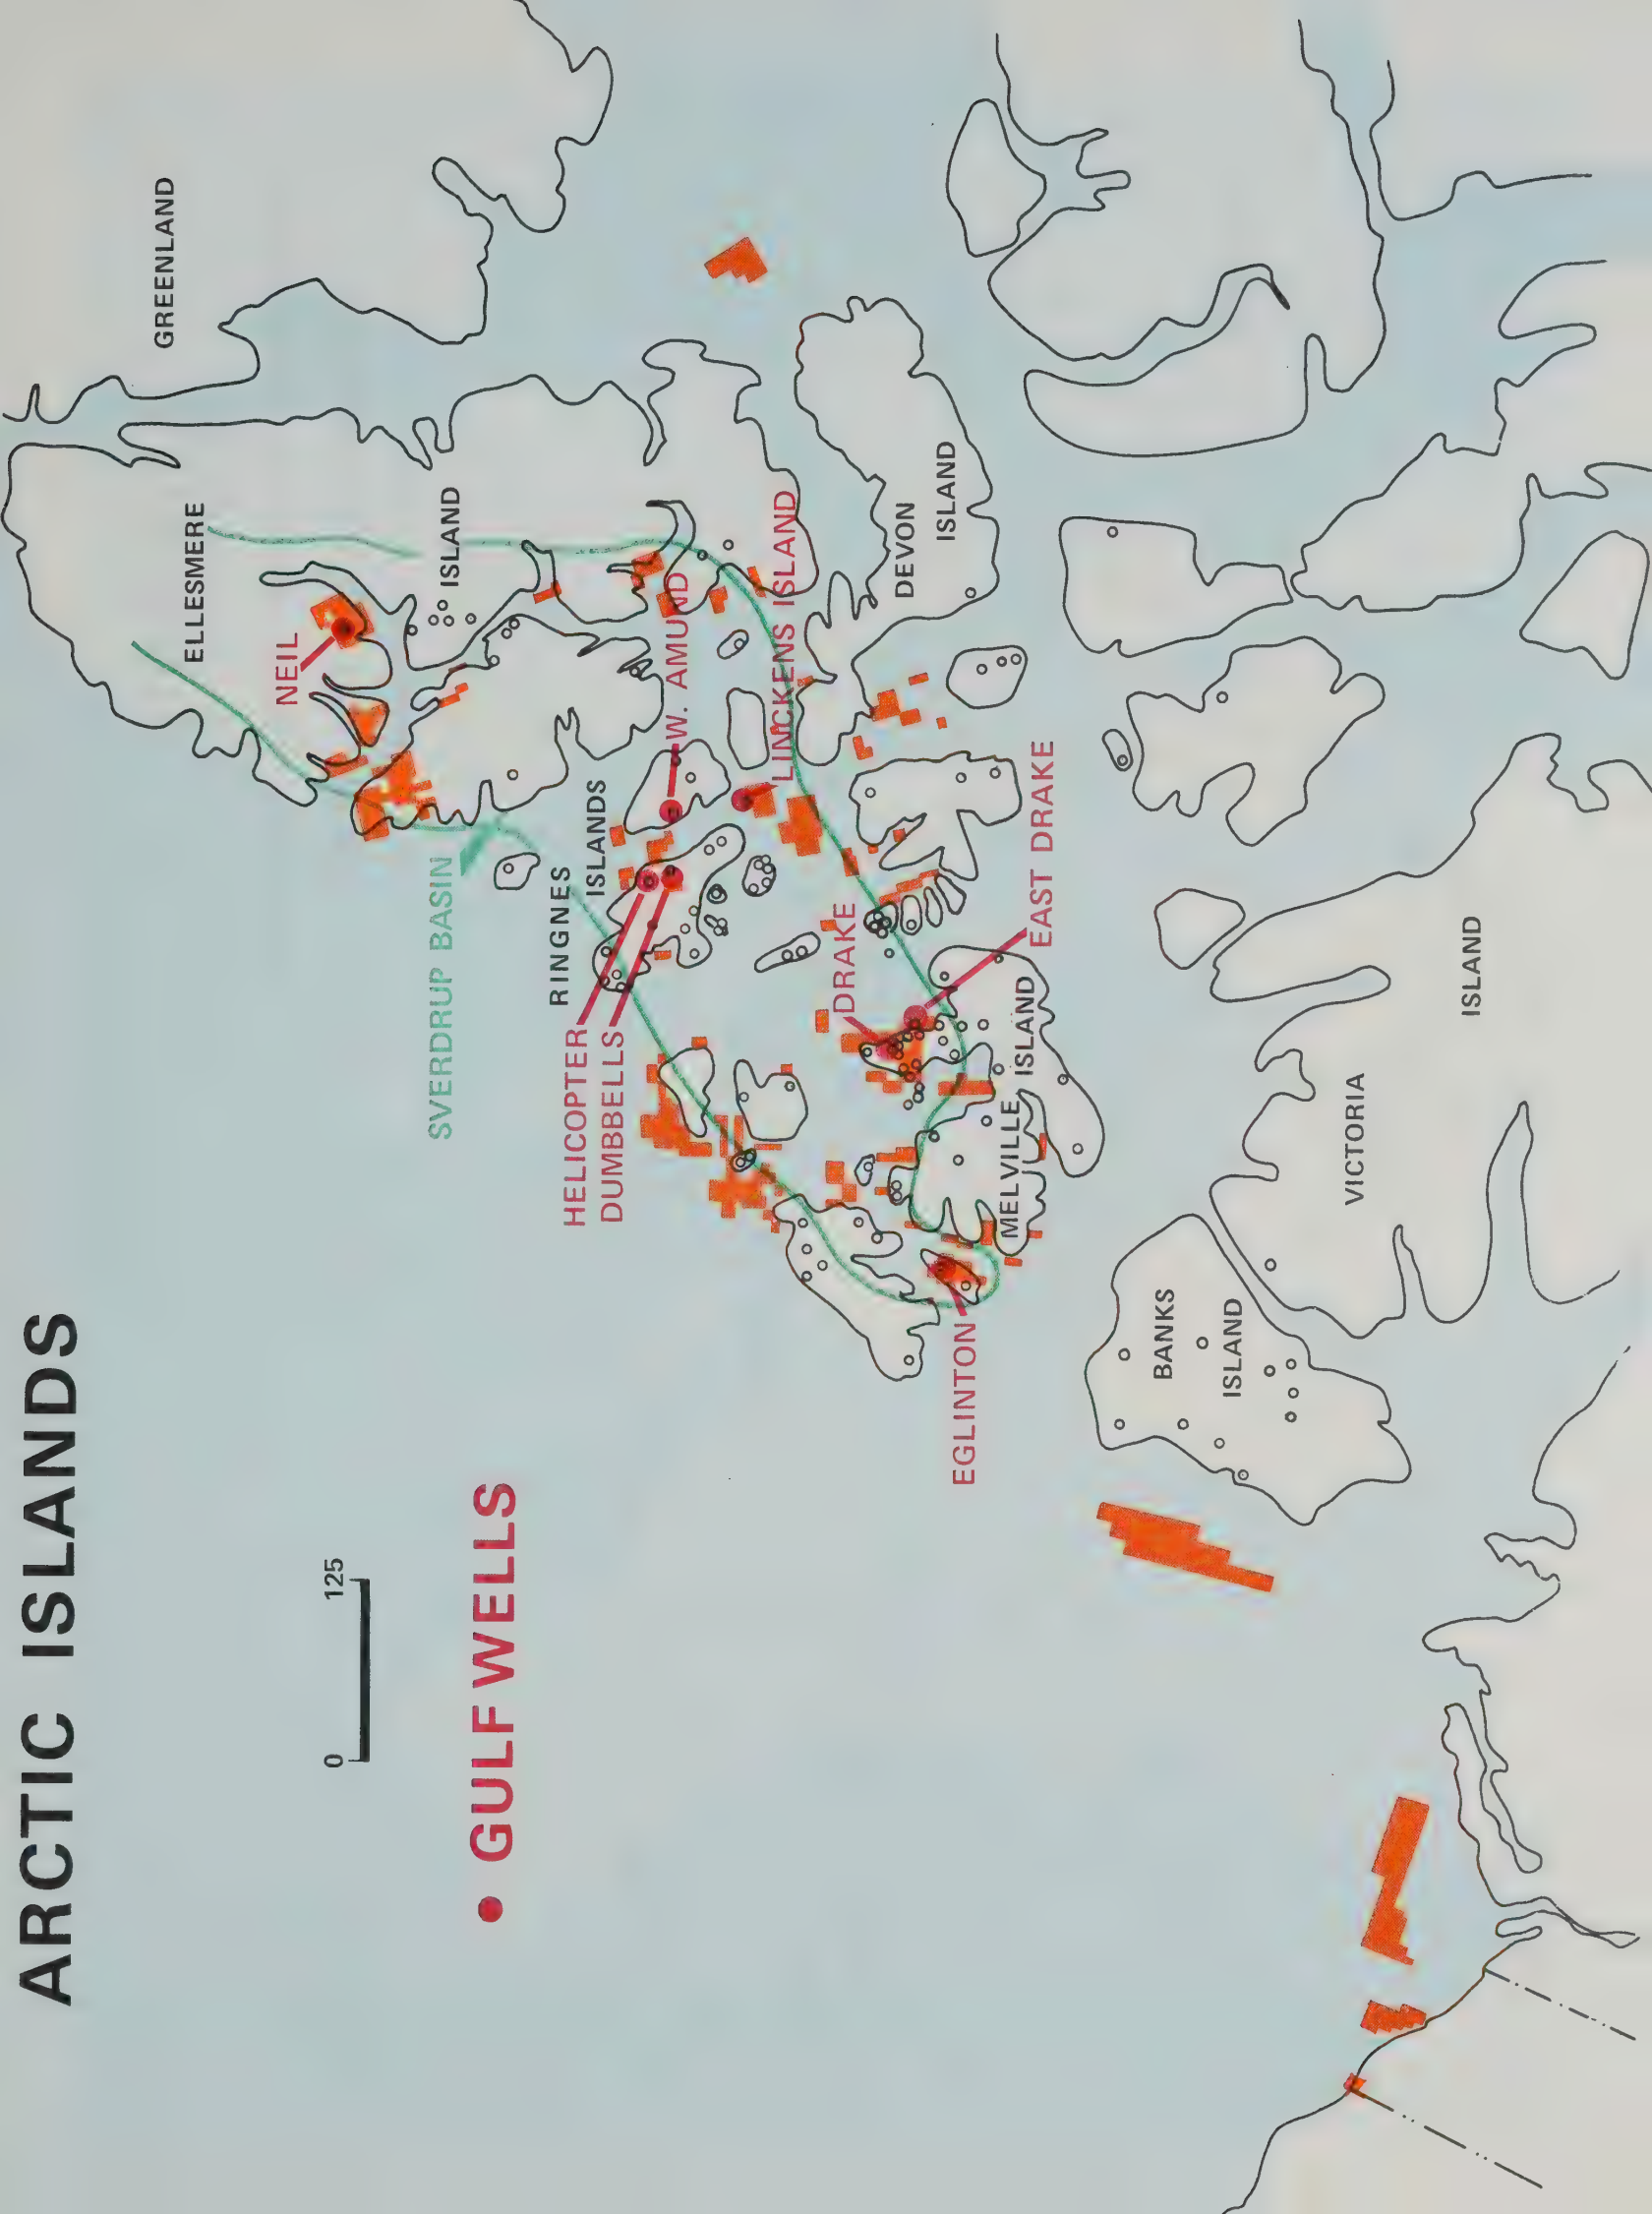 ARCTIC ISLANDS
0 125
• GULF WELLS
GREENLAND
ELLESMERE
ISLAND
NEIL
SVERDRUP BASIN
RINGNES
ISLANDS
W. AMUND
LINCKENS ISLAND
HELICOPTER
DUMBBELLS
DEVON
ISLAND
DRAKE
EAST DRAKE
MELVILLE ISLAND
EGLINTON
BANKS
ISLAND
VICTORIA
ISLAND